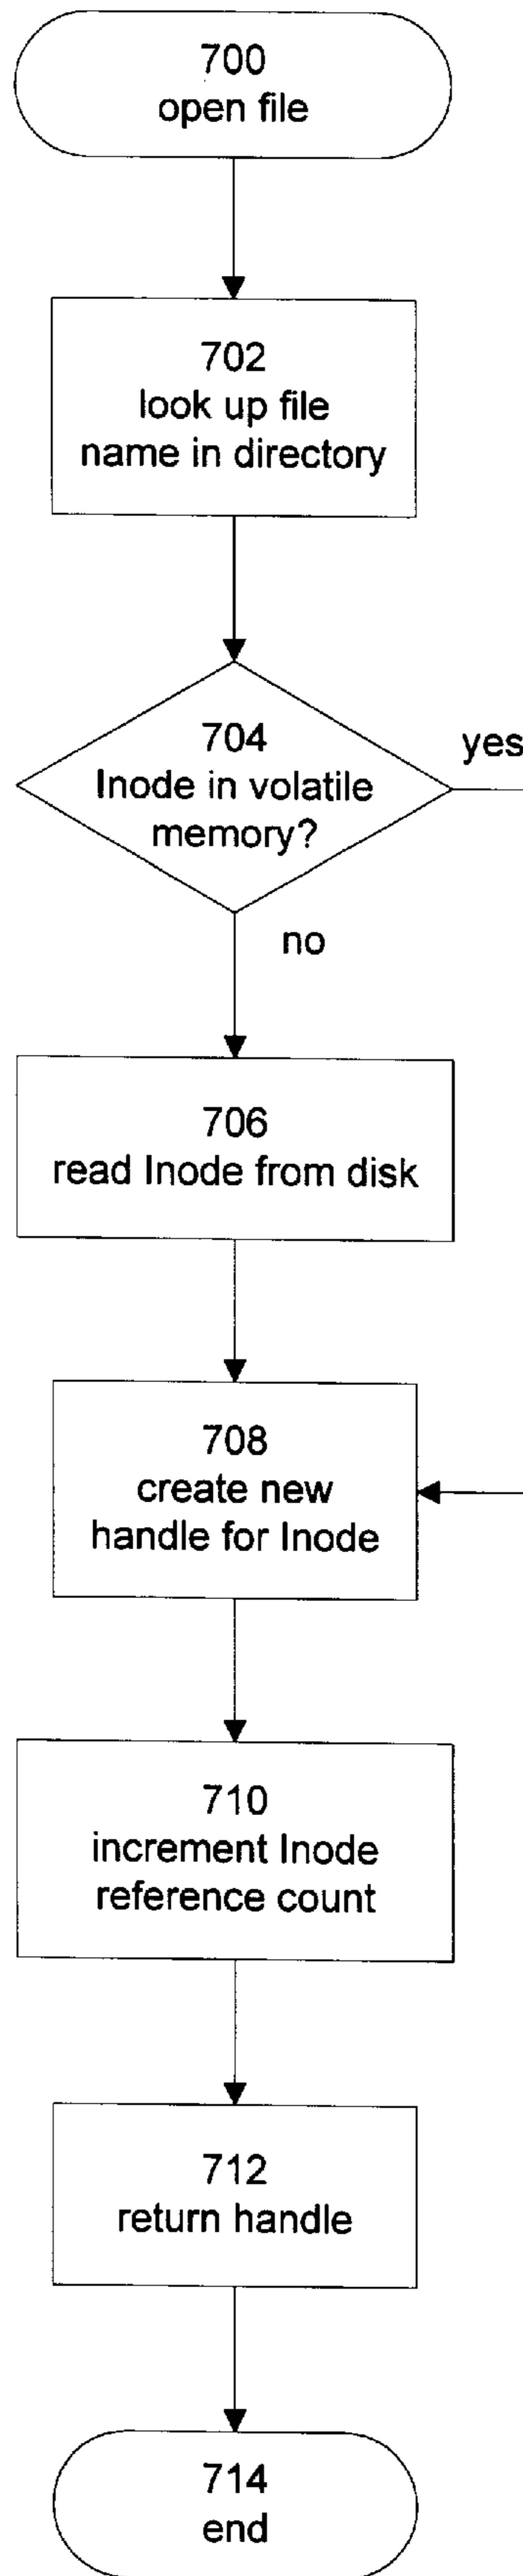 700
open file
702
look up file
name in directory
704
Inode in volatile
memory?
yes
no
706
read Inode from disk
708
create new
handle for Inode
710
increment Inode
reference count
712
return handle
714
end